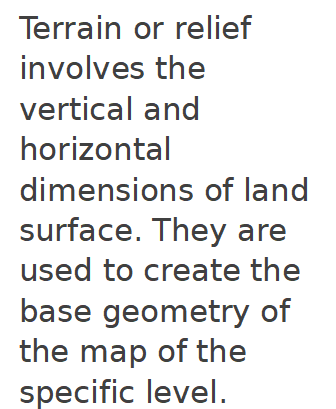 Terrain or relief
involves the
vertical and
horizontal
dimensions of land
surface. They are
used to create the
base geometry of
the map of the
specific level.